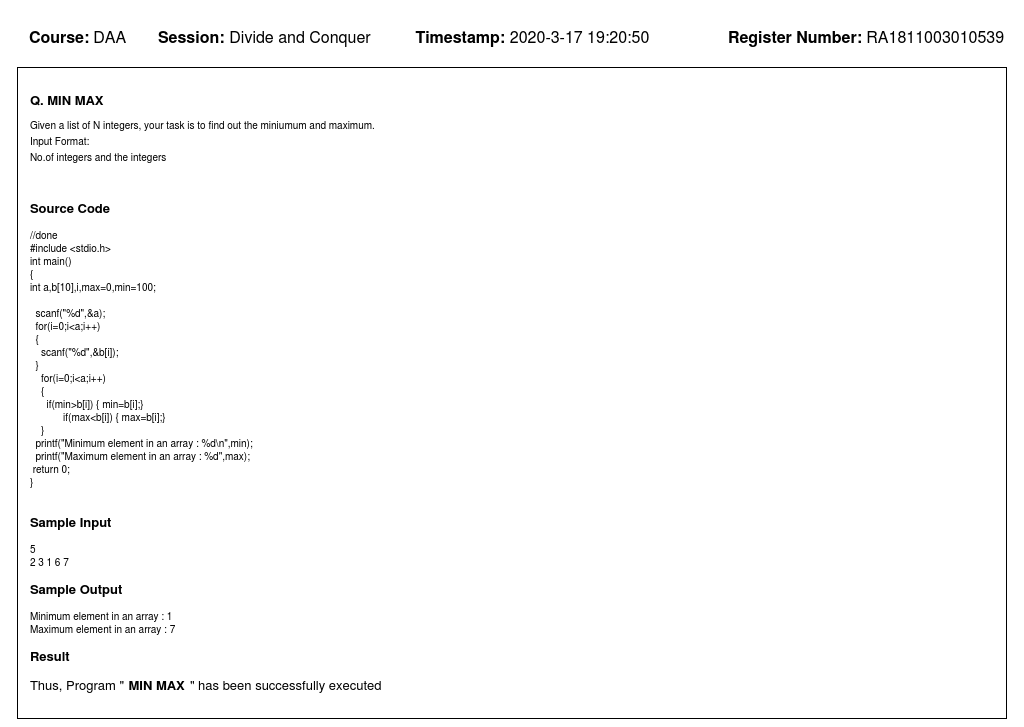 Course: DAA Session: Divide and Conquer Timestamp: 2020-3-17 19:20:50 Register Number: RA1811003010539
Q. MIN MAX
Given a list of N integers, your task is to find out the miniumum and maximum.
Input Format:
No.of integers and the integers
Source Code
//done
#include <stdio.h>
int main()
{
int a,b[10],i,max=0,min=100;
scanf("%d",&a);
for(i=0;i<a;i++)
{
scanf("%d",&b[i]);
}
for(i=0;i<a;i++)
{
if(min>b[i]) { min=b[i];}
if(max<b[i]) { max=b[i];}
}
printf("Minimum element in an array : %d\n",min);
printf("Maximum element in an array : %d",max);
return 0;
}
Sample Input
5
2 3 1 6 7
Sample Output
Minimum element in an array : 1
Maximum element in an array : 7
Result
Thus, Program " MIN MAX " has been successfully executed